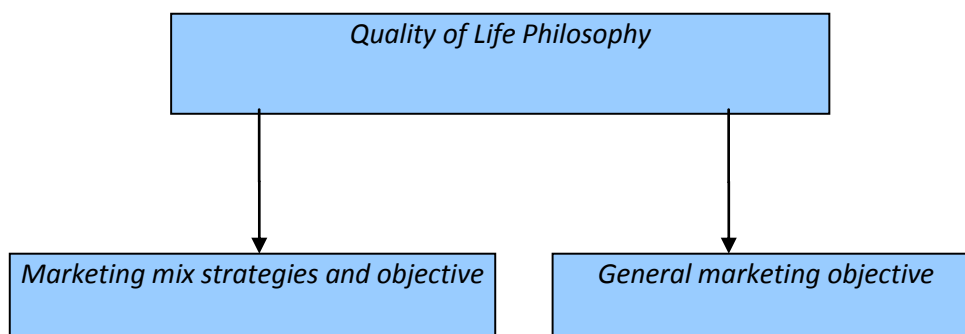 Quality of Life Philosophy
Marketing mix strategies and objective
General marketing objective